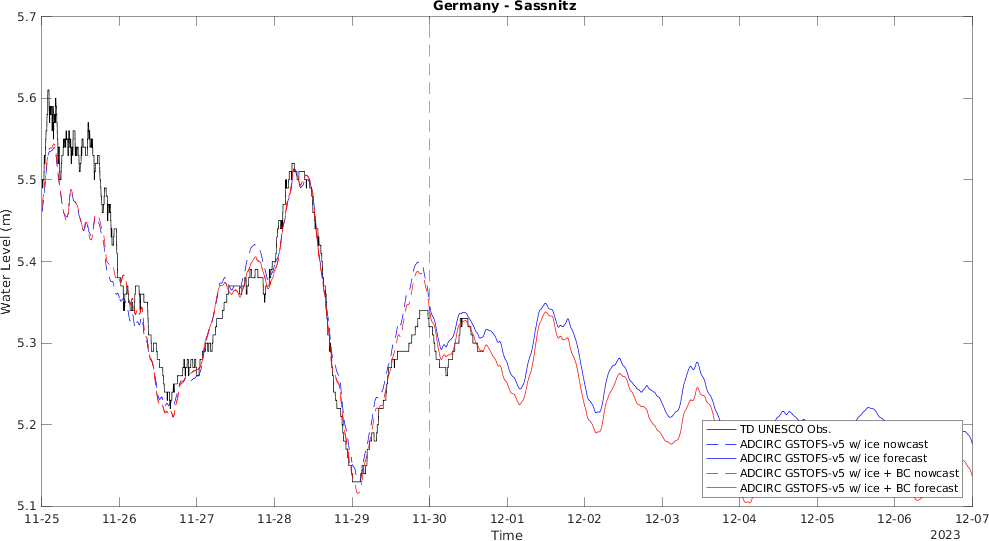 Germany - Sassnitz
5.7
5.6
5.5
5.4
5.3
5.2
5.1
Water Level (m)
11-25 11-26 11-27 11-28 11-29 11-30 12-01 12-02 12-03 12-04 12-05 12-06 12-07
Time
2023
TD UNESCO Obs.
ADCIRC GSTOFS-v5 w/ ice nowcast
ADCIRC GSTOFS-v5 w/ ice forecast
ADCIRC GSTOFS-v5 w/ ice + BC nowcast
ADCIRC GSTOFS-v5 w/ ice + BC forecast